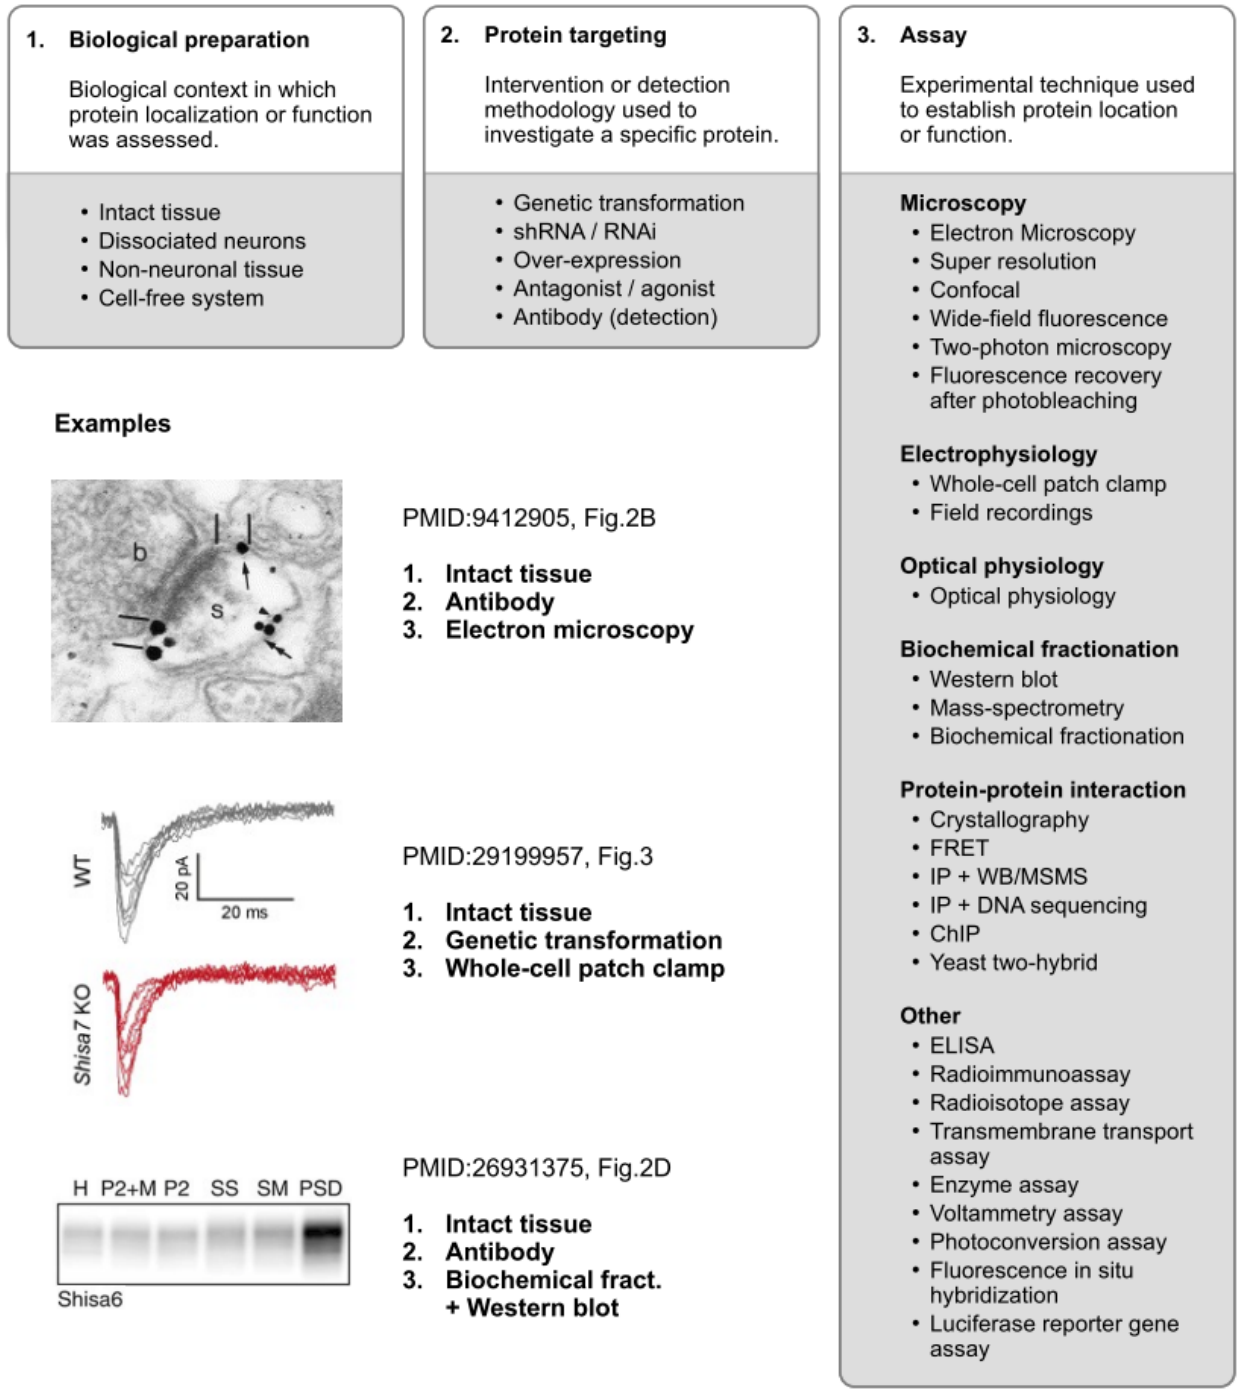 1. Biological preparation
Biological context in which
protein localization or function
was assessed.
• Intact tissue
• Dissociated neurons
• Non-neuronal tissue
• Cell-free system
2. Protein targeting
Intervention or detection
methodology used to
investigate a specific protein.
• Genetic transformation
• shRNA / RNAi
• Over-expression
• Antagonist / agonist
• Antibody (detection)
3. Assay
Experimental technique used
to establish protein location
or function.
Microscopy
• Electron Microscopy
• Super resolution
• Confocal
• Wide-field fluorescence
• Two-photon microscopy
• Fluorescence recovery
after photobleaching
Electrophysiology
• Whole-cell patch clamp
• Field recordings
Optical physiology
• Optical physiology
Biochemical fractionation
• Western blot
• Mass-spectrometry
• Biochemical fractionation
Protein-protein interaction
• Crystallography
• FRET
• IP + WB/MSMS
• IP + DNA sequencing
• ChIP
• Yeast two-hybrid
Other
• ELISA
• Radioimmunoassay
• Radioisotope assay
• Transmembrane transport
assay
• Enzyme assay
• Voltammetry assay
• Photoconversion assay
• Fluorescence in situ
hybridization
• Luciferase reporter gene
assay
Examples
b
s
PMID:9412905, Fig.2B
1. Intact tissue
2. Antibody
3. Electron microscopy
WT
20 pA
20 ms
Shisa7 KO
PMID:29199957, Fig.3
1. Intact tissue
2. Genetic transformation
3. Whole-cell patch clamp
H P2+M P2 SS SM PSD
Shisa6
PMID:26931375, Fig.2D
1. Intact tissue
2. Antibody
3. Biochemical fract.
+ Western blot